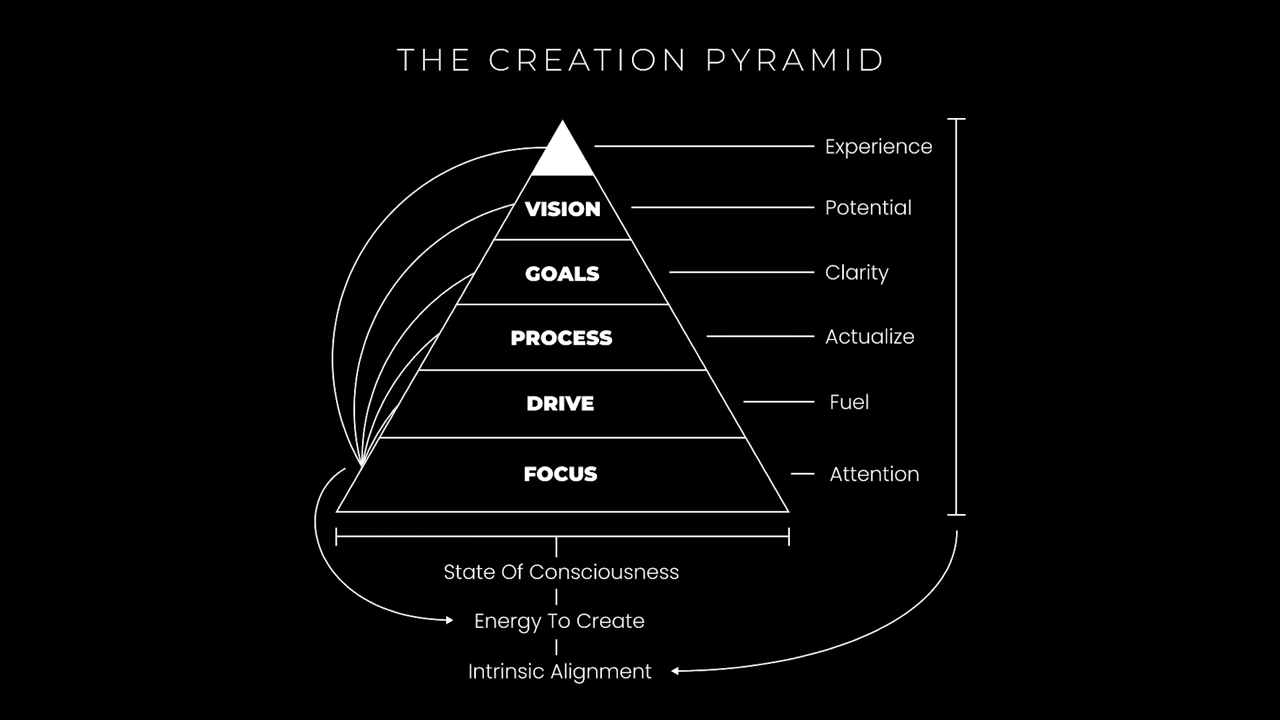 THE CREATION PYRAMID
Experience
VISION
Potential
GOALS
Clarity
PROCESS
Actualize
DRIVE
Fuel
FOCUS
Attention
State Of Consciousness
Energy To Create
Intrinsic Alignment